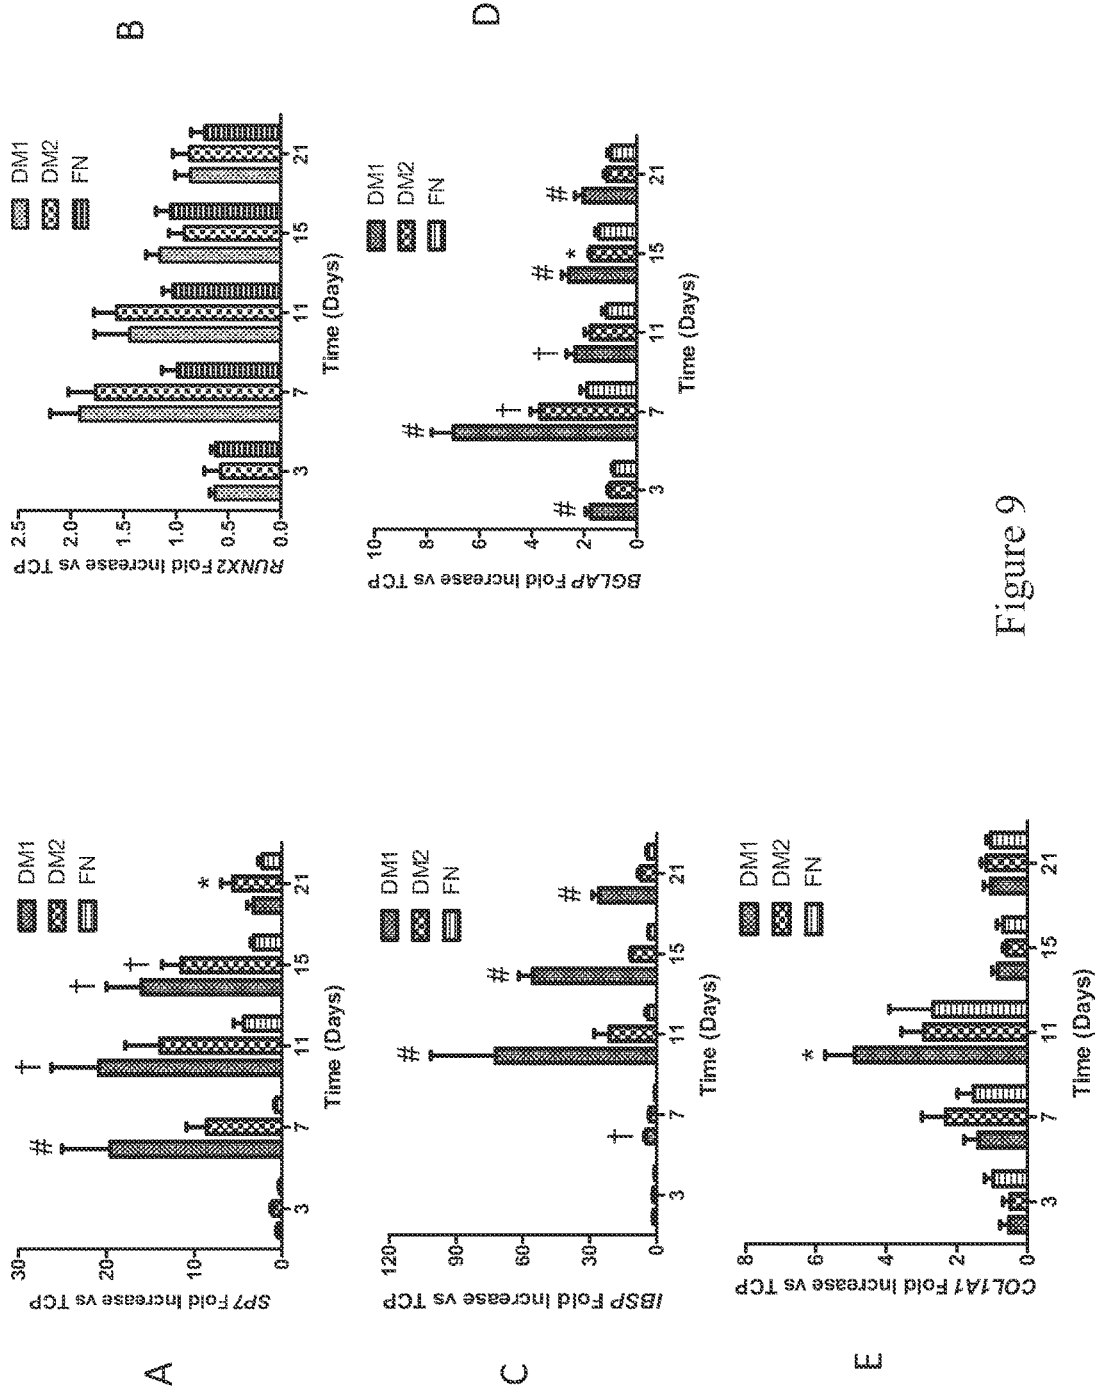 A
SP7 Fold Increase vs TCP
30
20
10
0
3
7
11
15
21
Time (Days)
#
†
†
†
*
DM1
DM2
FN
B
RUNX2 Fold Increase vs TCP
2.5
2.0
1.5
1.0
0.5
0.0
3
7
11
15
21
Time (Days)
DM1
DM2
FN
C
IBSP Fold Increase vs TCP
120
90
60
30
0
3
7
11
15
21
Time (Days)
†
#
#
#
DM1
DM2
FN
D
BGLAP Fold Increase vs TCP
10
8
6
4
2
0
3
7
11
15
21
Time (Days)
#
#
†
†
#
*
#
DM1
DM2
FN
E
COL1A1 Fold Increase vs TCP
8
6
4
2
0
3
7
11
15
21
Time (Days)
*
DM1
DM2
FN
Figure 9